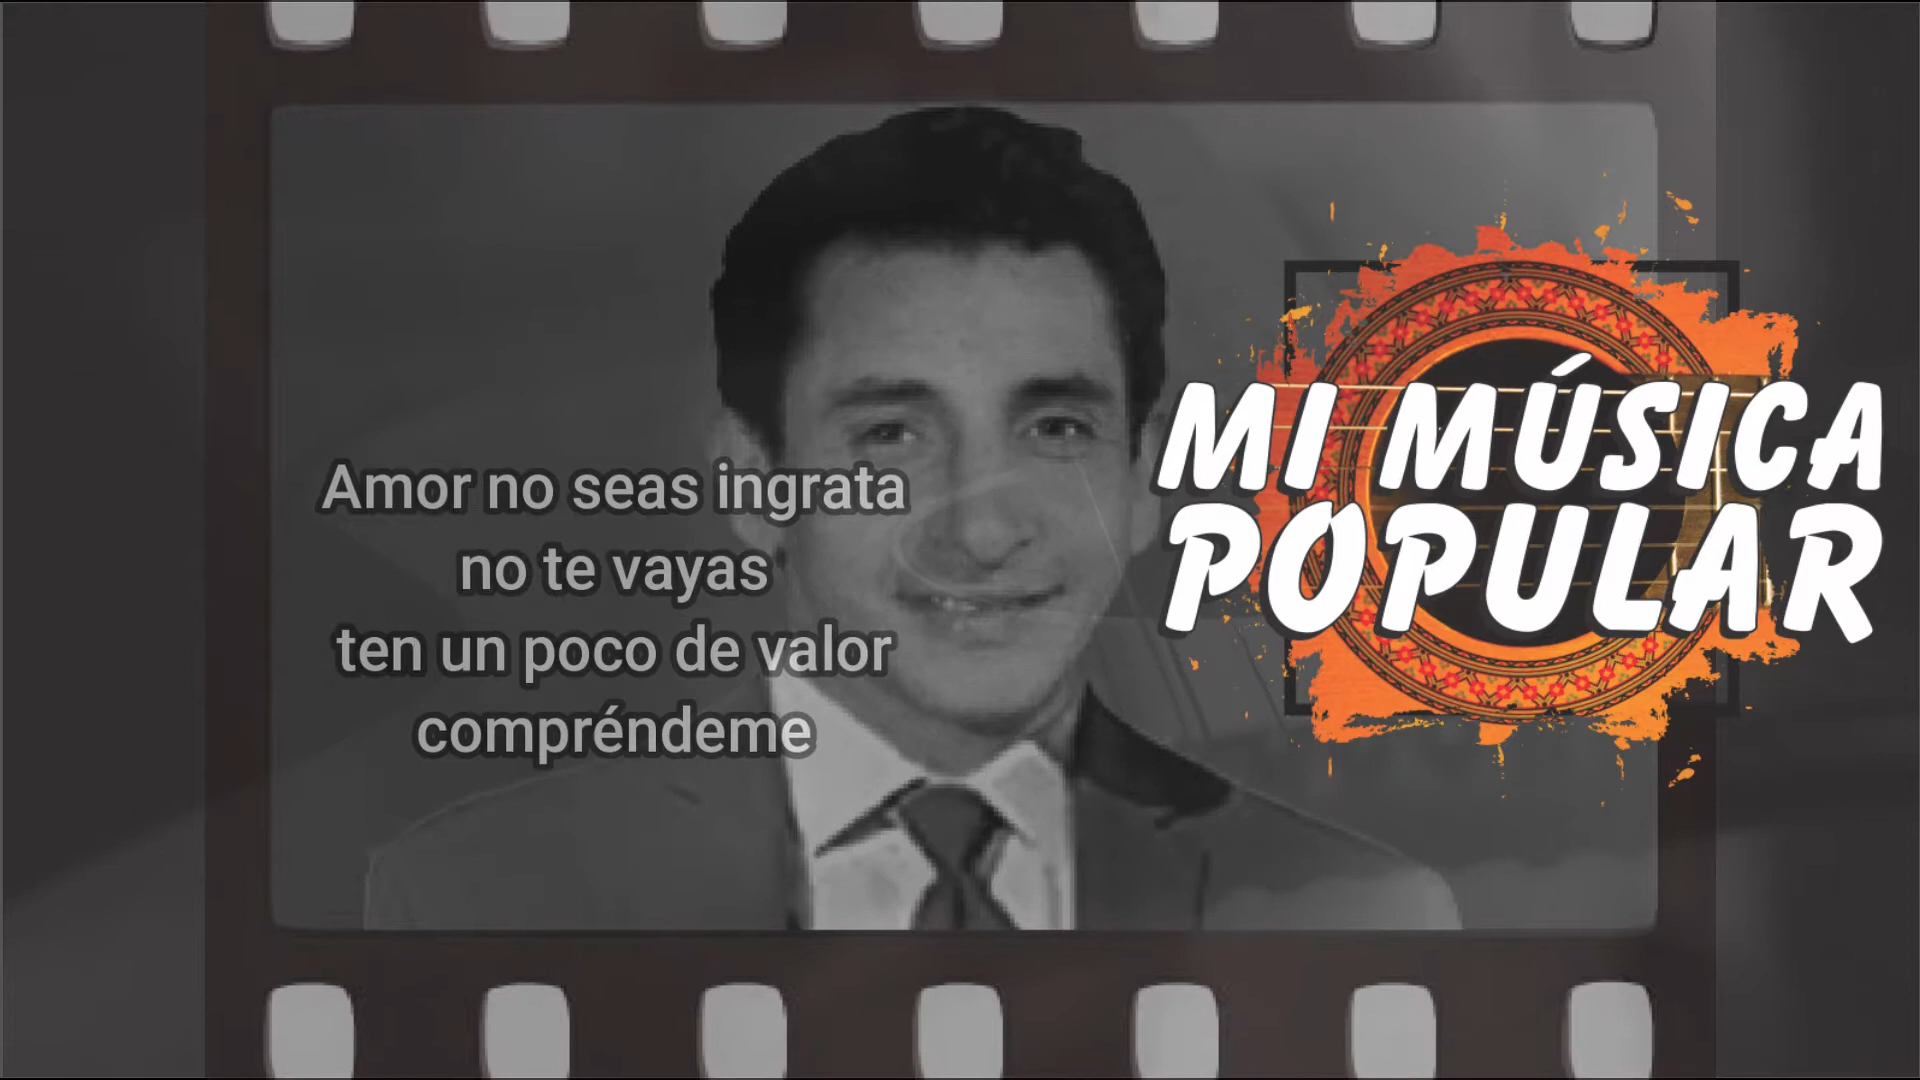 Amor no seas ingrata
no te vayas
ten un poco de valor
compréndeme
MI MÚSICA
POPULAR